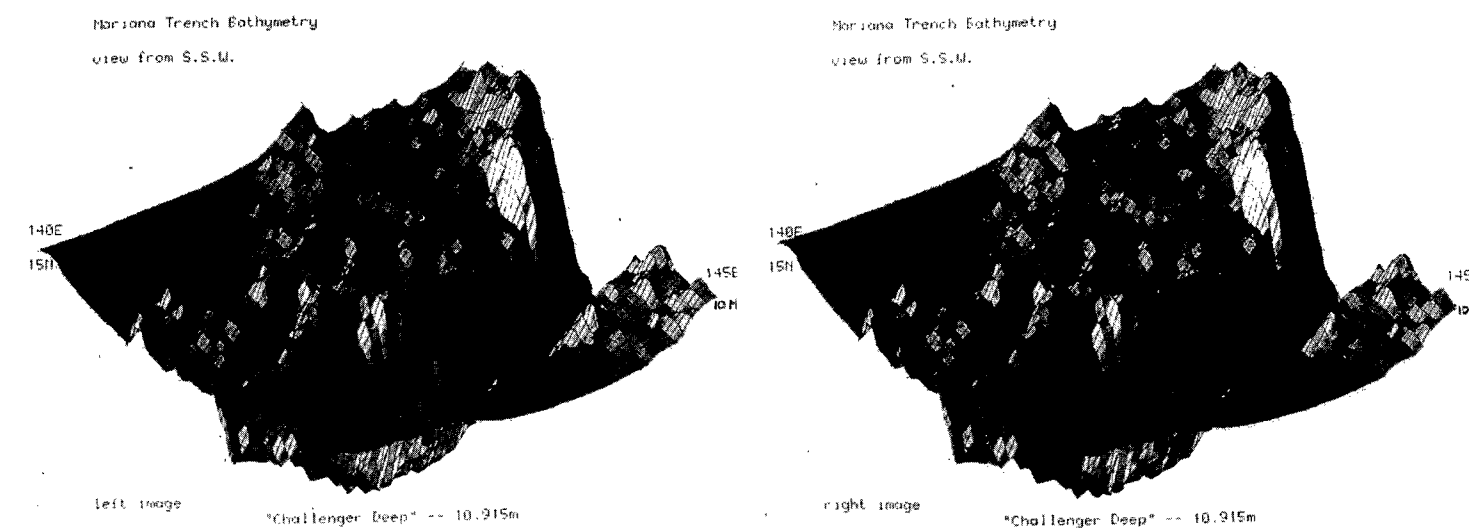 Mariana Trench Bathymetry
view from S.S.W.
140E
15N
145E
10N
left image
"Challenger Deep" -- 10.915m
Mariana Trench Bathymetry
view from S.S.W.
140E
15N
145
right image
"Challenger Deep" -- 10.915m